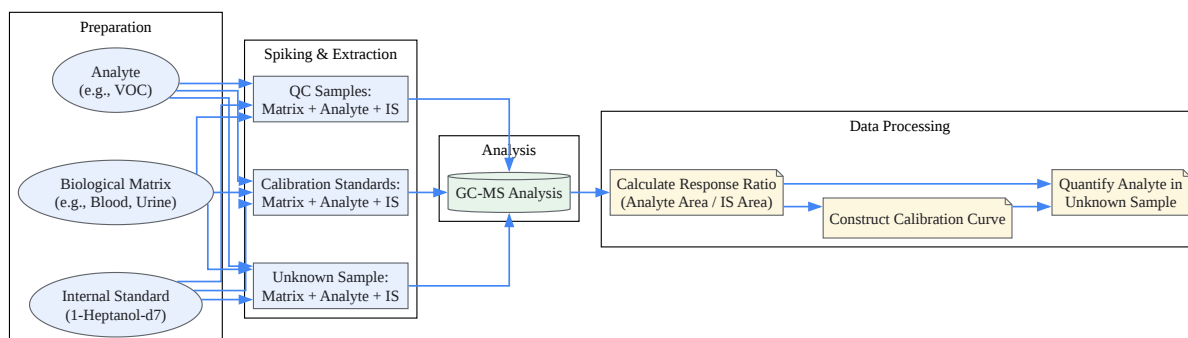 Preparation
Analyte
(e.g., VOC)
Biological Matrix
(e.g., Blood, Urine)
Internal Standard
(1-Heptanol-d7)
Spiking & Extraction
QC Samples:
Matrix + Analyte + IS
Calibration Standards:
Matrix + Analyte + IS
Unknown Sample:
Matrix + Analyte + IS
Analysis
GC-MS Analysis
Data Processing
Calculate Response Ratio
(Analyte Area / IS Area)
Construct Calibration Curve
Quantify Analyte in
Unknown Sample